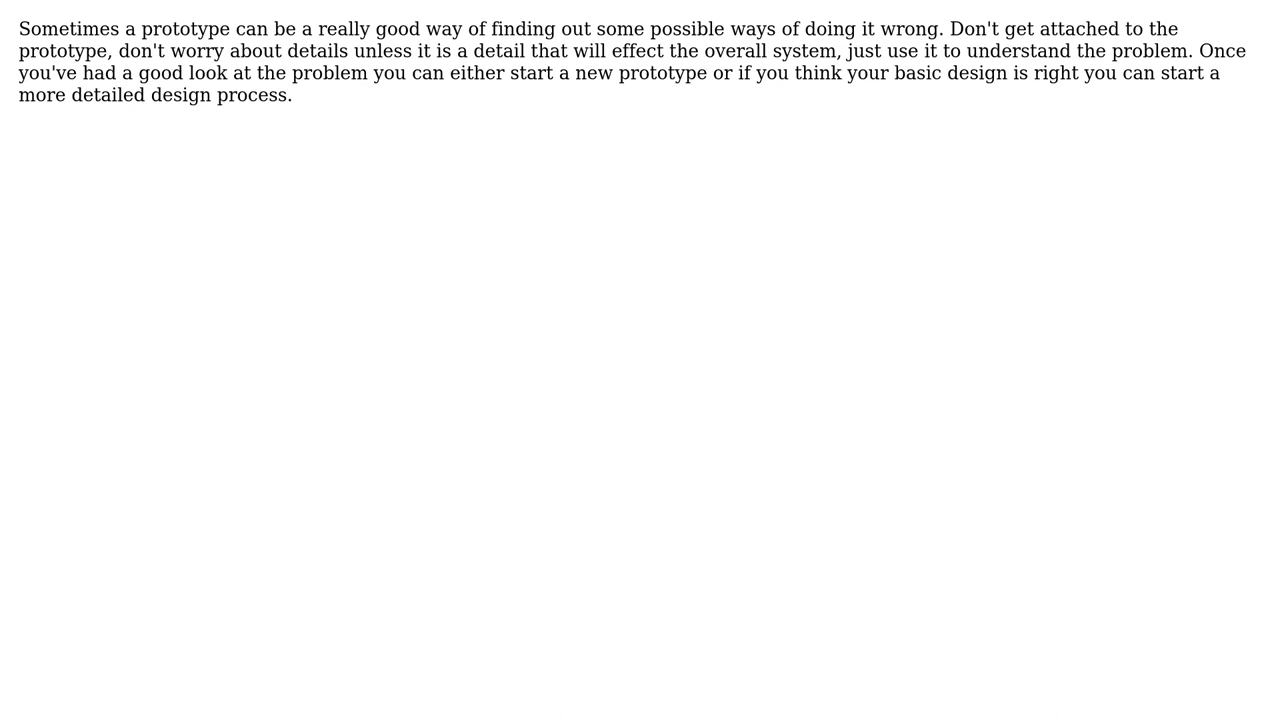 Sometimes a prototype can be a really good way of finding out some possible ways of doing it wrong. Don't get attached to the
prototype, don't worry about details unless it is a detail that will effect the overall system, just use it to understand the problem. Once
you've had a good look at the problem you can either start a new prototype or if you think your basic design is right you can start a
more detailed design process.